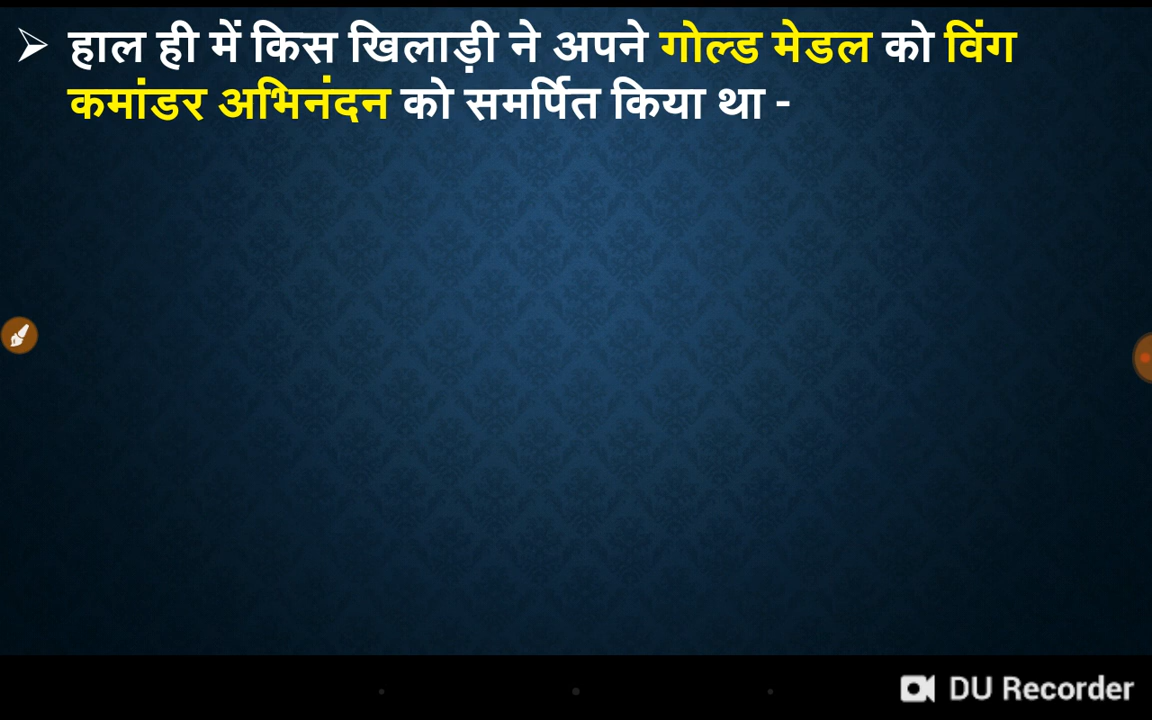 ➢ हाल ही में किस खिलाड़ी ने अपने गोल्ड मेडल को विंग
कमांडर अभिनंदन को समर्पित किया था -
DU Recorder